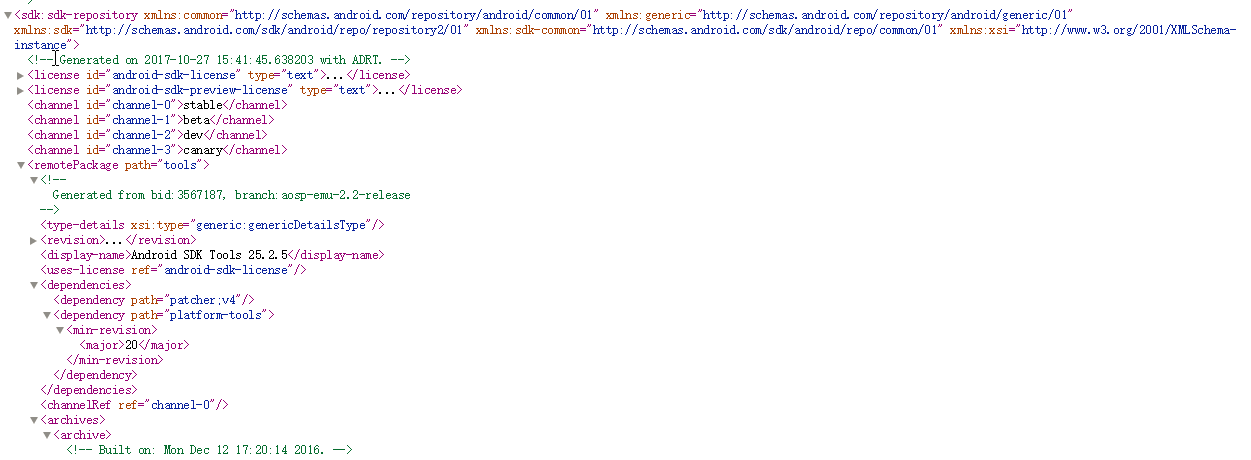 <sdk:sdk-repository xmlns:common="http://schemas.android.com/repository/android/common/01" xmlns:generic="http://schemas.android.com/repository/android/generic/01"
xmlns:sdk="http://schemas.android.com/sdk/android/repo/repository2/01" xmlns:sdk-common="http://schemas.android.com/sdk/android/repo/common/01" xmlns:xsi="http://www.w3.org/2001/XMLSchema-
instance">
<!-- Generated on 2017-10-27 15:41:45.638203 with ADRT. -->
<license id="android-sdk-license" type="text">...</license>
<license id="android-sdk-preview-license" type="text">...</license>
<channel id="channel-0">stable</channel>
<channel id="channel-1">beta</channel>
<channel id="channel-2">dev</channel>
<channel id="channel-3">canary</channel>
<remotePackage path="tools">
<!--
Generated from bid:3567187, branch:aosp-emu-2.2-release
-->
<type-details xsi:type="generic:genericDetailsType"/>
<revision>...</revision>
<display-name>Android SDK Tools 25.2.5</display-name>
<uses-license ref="android-sdk-license"/>
<dependencies>
<dependency path="patcher;v4"/>
<dependency path="platform-tools">
<min-revision>
<major>20</major>
</min-revision>
</dependency>
</dependencies>
<channelRef ref="channel-0"/>
<archives>
<archive>
<!-- Built on: Mon Dec 12 17:20:14 2016. -->